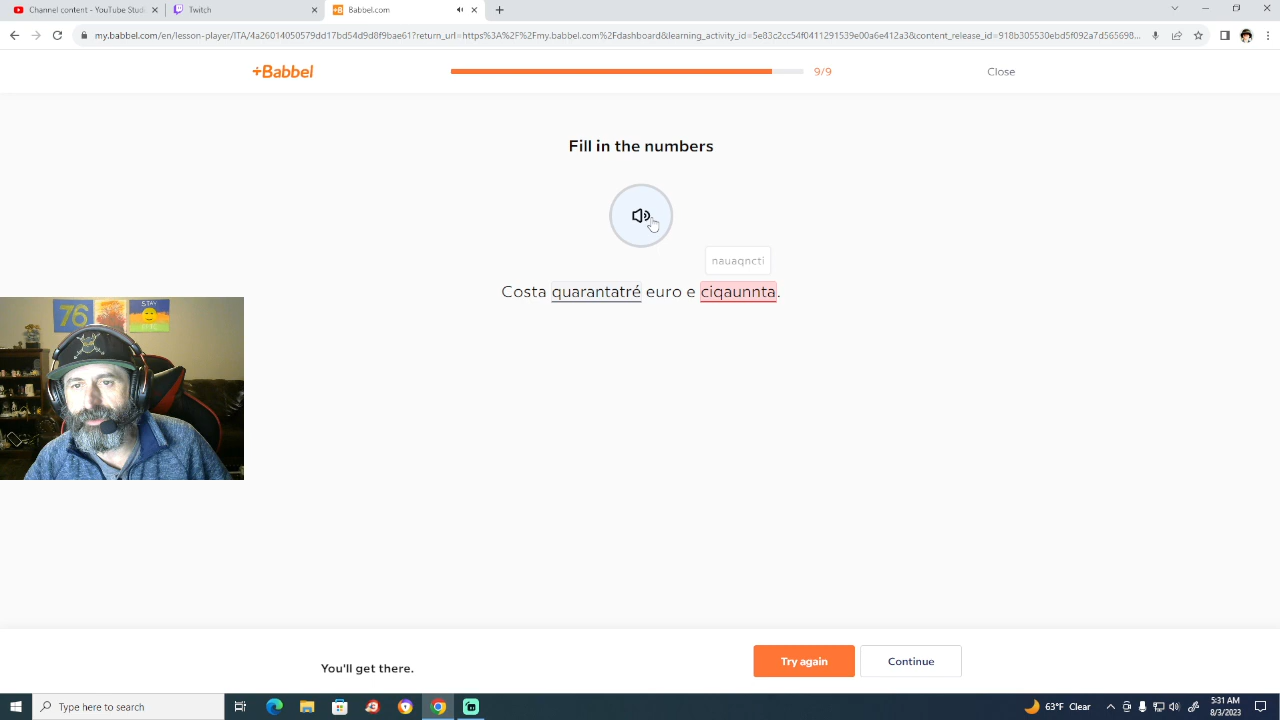 Channel content - YouTube Studi
Twitch
Babbel.com
my.babbel.com/en/lesson-player/ITA/4a26014050579dd17bd54d9d8f9bae61?return_url=https%3A%2F%2Fmy.babbel.com%2Fdashboard&learning_activity_id=5e83c2cc54f0411291539e00a6e412a3&content_release_id=918b305530ebd5f092a7d565698...
+Babbel
9/9
Close
Fill in the numbers
nauaqncti
Costa quarantatré euro e ciqaunnta.
76
STAY
You'll get there.
Try again
Continue
Type here to search
63°F Clear
5:31 AM
8/3/2023